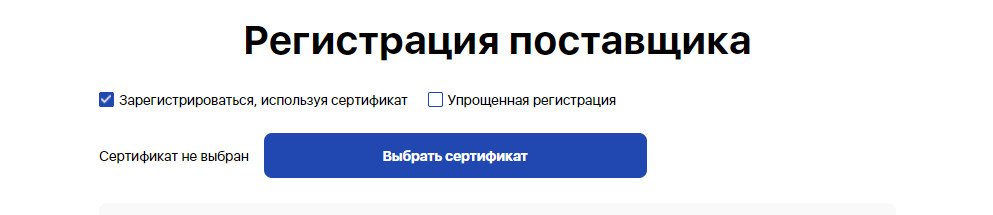 Регистрация поставщика
Зарегистрироваться, используя сертификат Упрощенная регистрация
Сертификат не выбран Выбрать сертификат